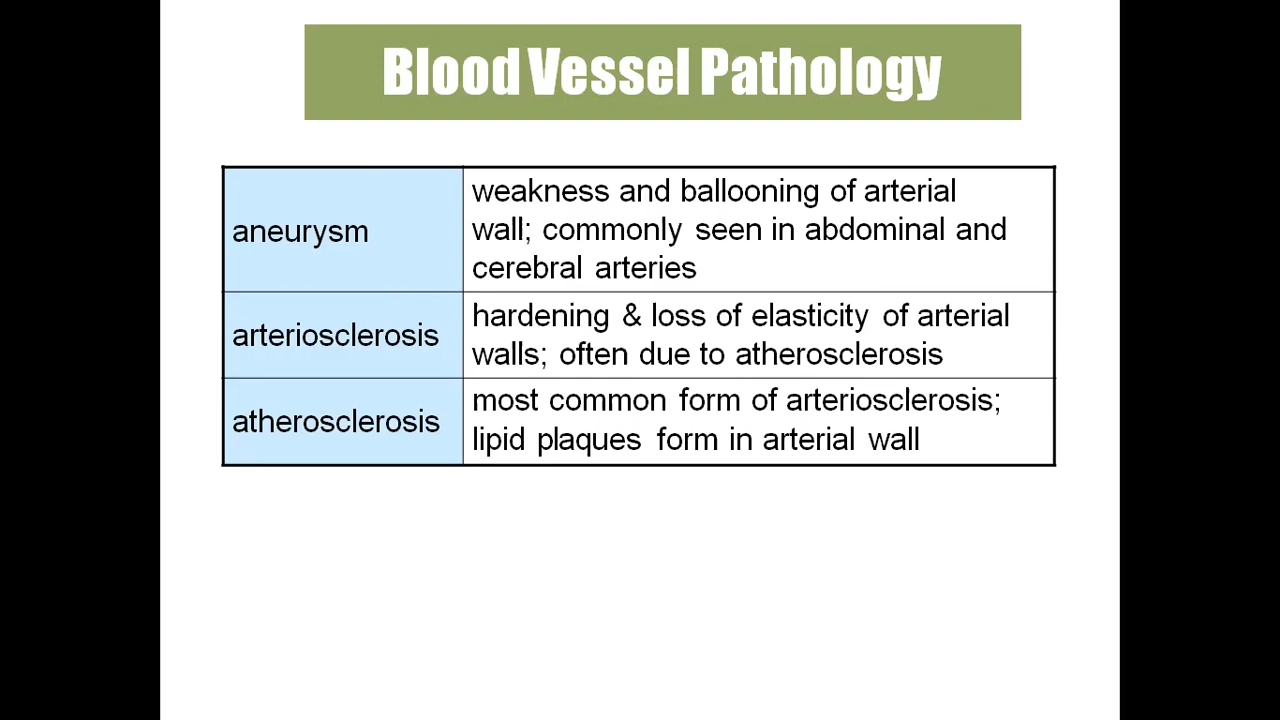 Blood Vessel Pathology
aneurysm
weakness and ballooning of arterial
wall; commonly seen in abdominal and
cerebral arteries
arteriosclerosis
hardening & loss of elasticity of arterial
walls; often due to atherosclerosis
atherosclerosis
most common form of arteriosclerosis;
lipid plaques form in arterial wall